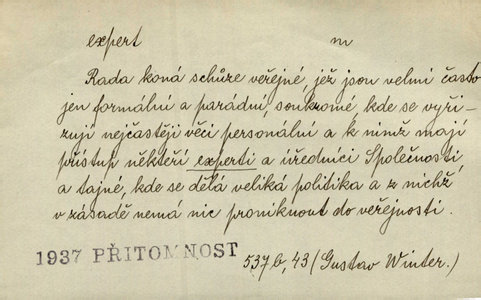 expert m
Rada koná schůze veřejné, jež jsou velmi často
jen formální a parádní, soukromé, kde se vyři-
zují nejčastěji věci personální a k nimž mají
přístup někteří experti a úředníci Společnosti,
a tajné, kde se dělá veliká politika a z nichž
v zásadě nemá nic proniknout do veřejnosti.
1937 PŘITOMNOST 537b, 43 (Gustav Winter.)